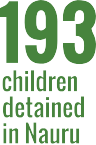 193
children
detained
in Nauru